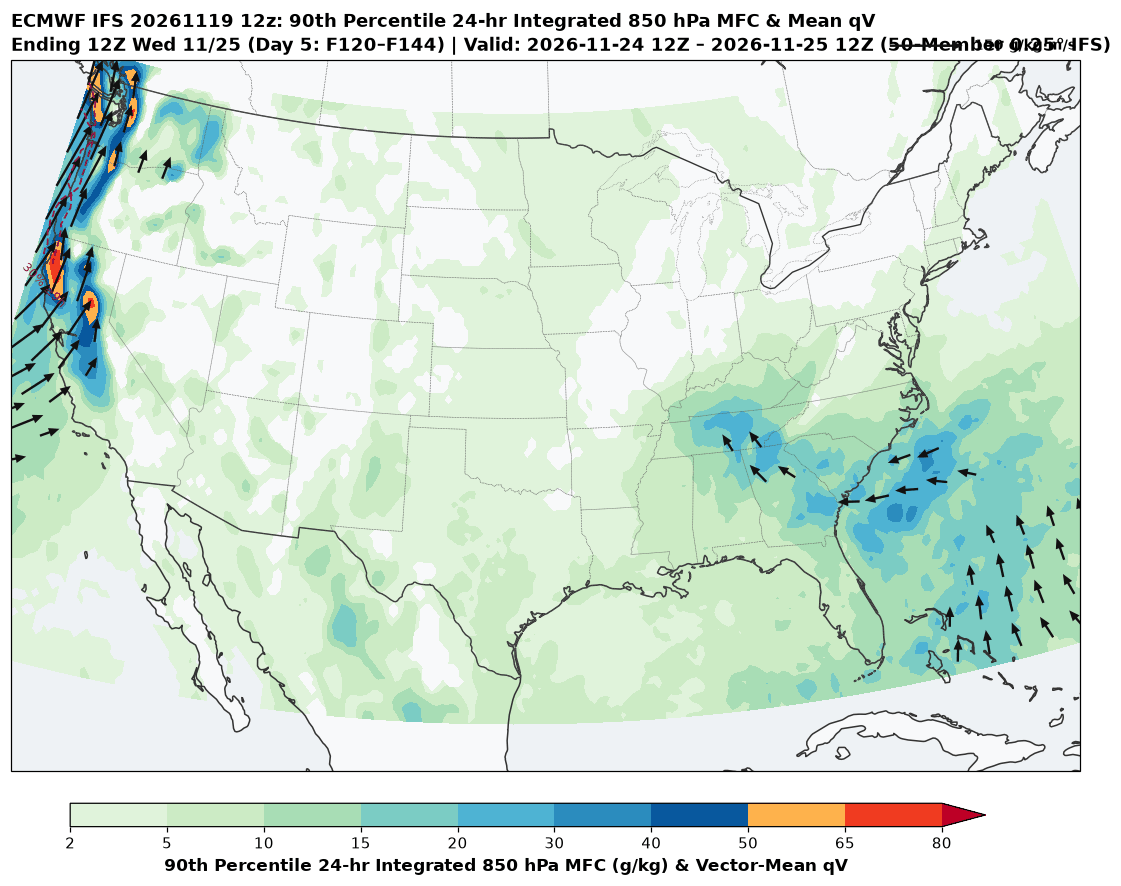 ECMWF IFS 20261119 12z: 90th Percentile 24-hr Integrated 850 hPa MFC & Mean qV
Ending 12Z Wed 11/25 (Day 5: F120–F144) | Valid: 2026-11-24 12Z – 2026-11-25 12Z (50-Member 0.25° IFS)
2 5 10 15 20 30 40 50 65 80
90th Percentile 24-hr Integrated 850 hPa MFC (g/kg) & Vector-Mean qV